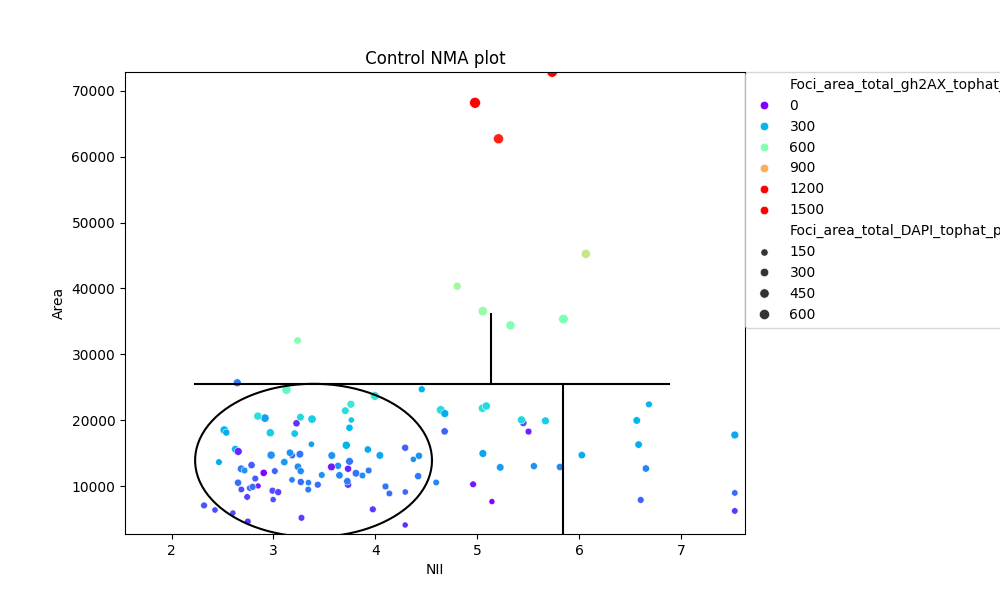 Control NMA plot
70000
60000
50000
40000
30000
20000
10000
Area
2 3 4 5 6 7
NII
Foci_area_total_gh2AX_tophat_
0
300
600
900
1200
1500
Foci_area_total_DAPI_tophat_p
150
300
450
600